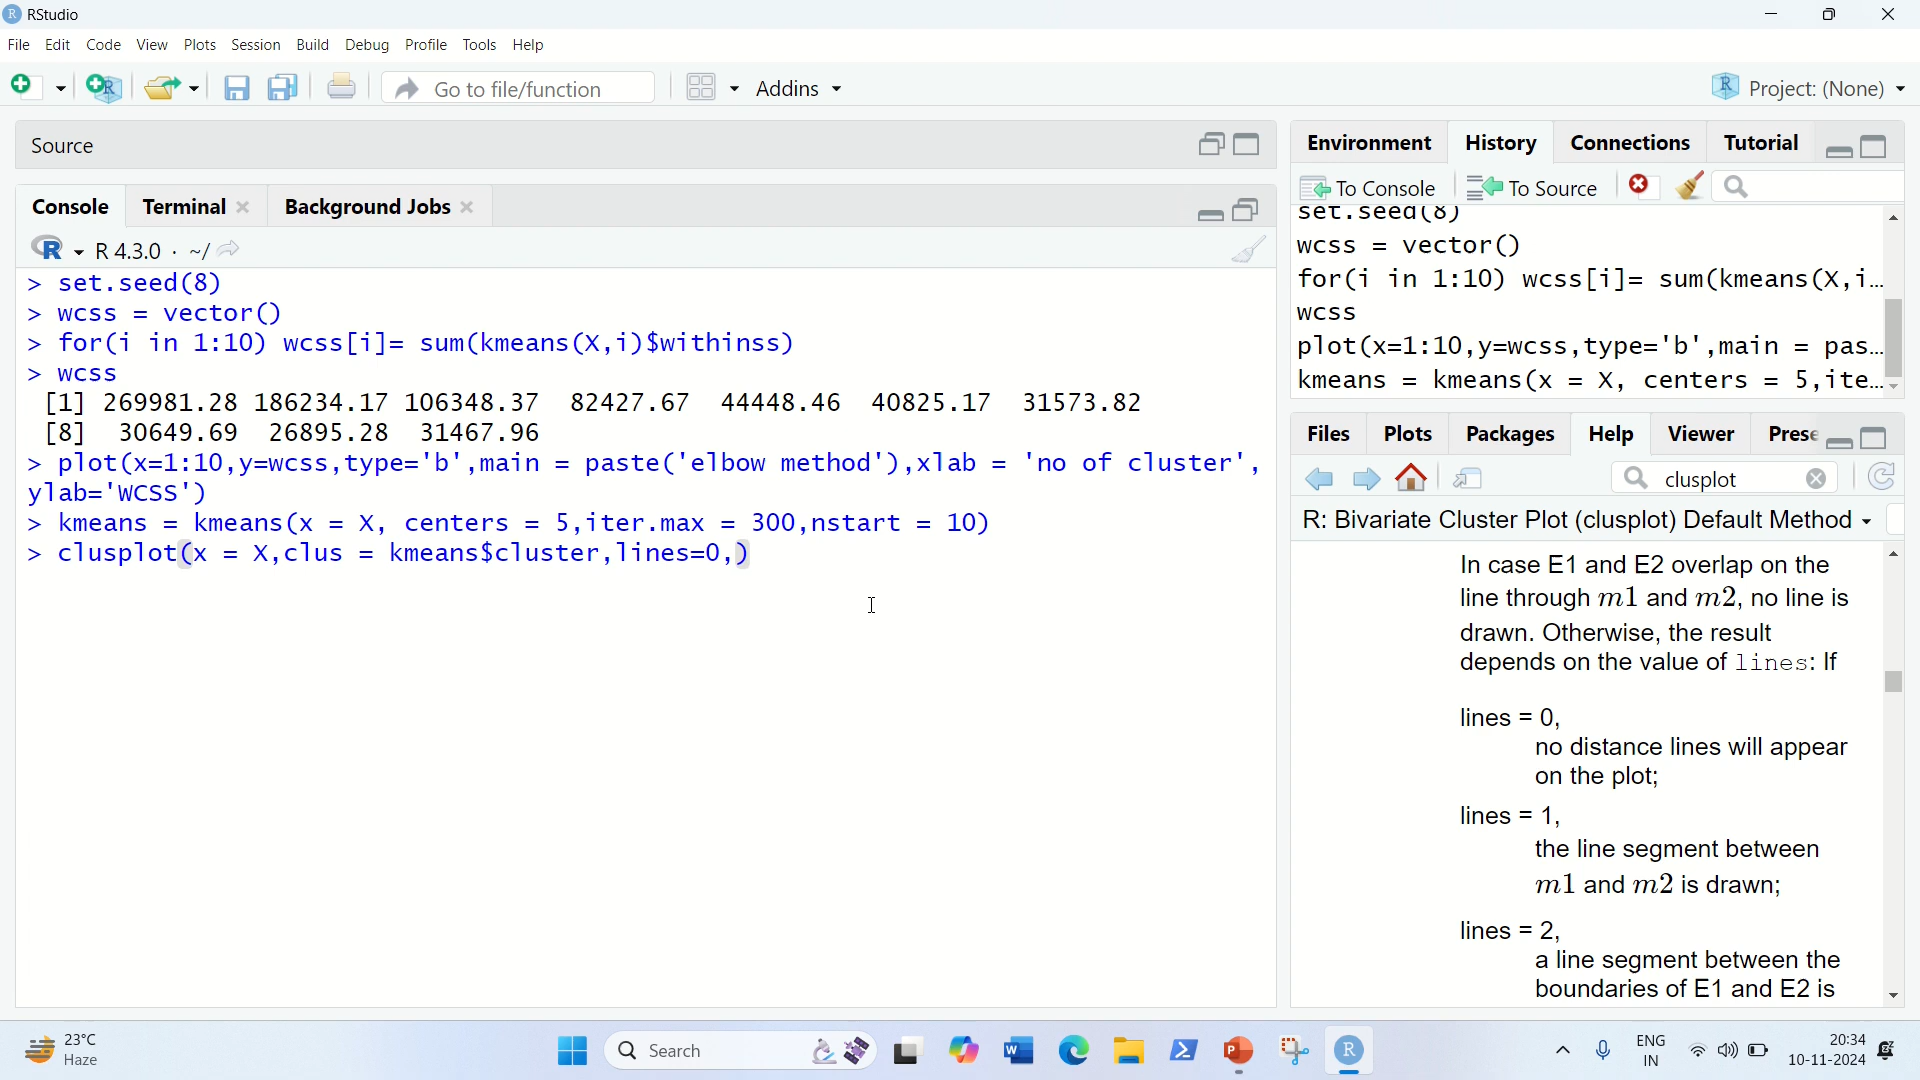 RStudio
File Edit Code View Plots Session Build Debug Profile Tools Help
Go to file/function Addins Project: (None)
Source
Console Terminal Background Jobs
R 4.3.0 · ~/
> set.seed(8)
> wcss = vector()
> for(i in 1:10) wcss[i]= sum(kmeans(X,i)$withinss)
> wcss
[1] 269981.28 186234.17 106348.37 82427.67 44448.46 40825.17 31573.82
[8] 30649.69 26895.28 31467.96
> plot(x=1:10,y=wcss,type='b',main = paste('elbow method'),xlab = 'no of cluster',
ylab='WCSS')
> kmeans = kmeans(x = X, centers = 5,iter.max = 300,nstart = 10)
> clusplot(x = X,clus = kmeans$cluster,lines=0,)
Environment History Connections Tutorial
To Console To Source
set.seed(8)
wcss = vector()
for(i in 1:10) wcss[i]= sum(kmeans(X,i...
wcss
plot(x=1:10,y=wcss,type='b',main = pas...
kmeans = kmeans(x = X, centers = 5,ite...
Files Plots Packages Help Viewer Prese
clusplot
R: Bivariate Cluster Plot (clusplot) Default Method
In case E1 and E2 overlap on the
line through m1 and m2, no line is
drawn. Otherwise, the result
depends on the value of lines: If
lines = 0,
no distance lines will appear
on the plot;
lines = 1,
the line segment between
m1 and m2 is drawn;
lines = 2,
a line segment between the
boundaries of E1 and E2 is
23°C
Haze
Search
ENG
IN
20:34
10-11-2024